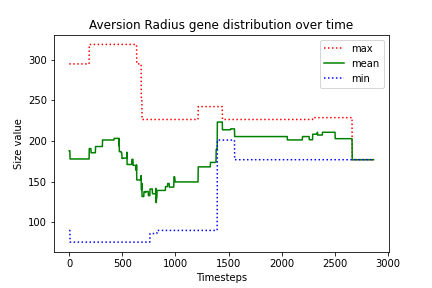 Aversion Radius gene distribution over time
max
mean
min
Size value
300
250
200
150
100
0
500
1000
1500
2000
2500
3000
Timesteps